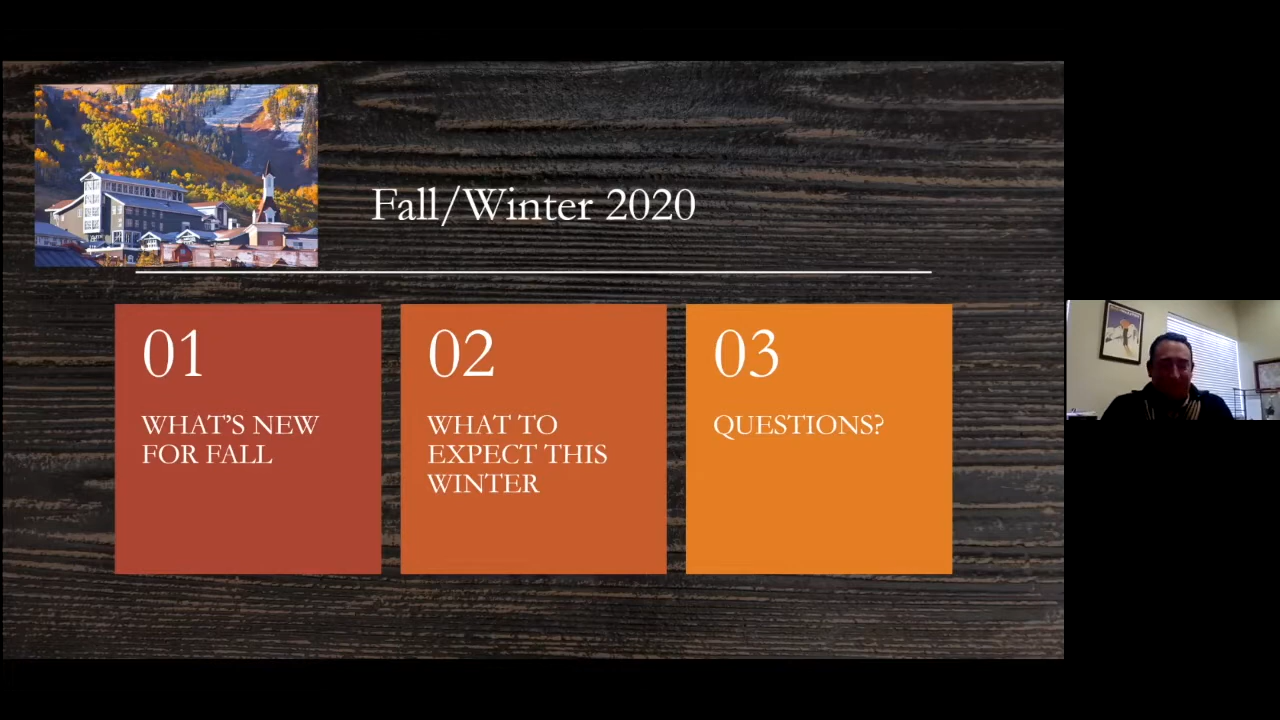 Fall/Winter 2020
01
WHAT’S NEW
FOR FALL
02
WHAT TO
EXPECT THIS
WINTER
03
QUESTIONS?